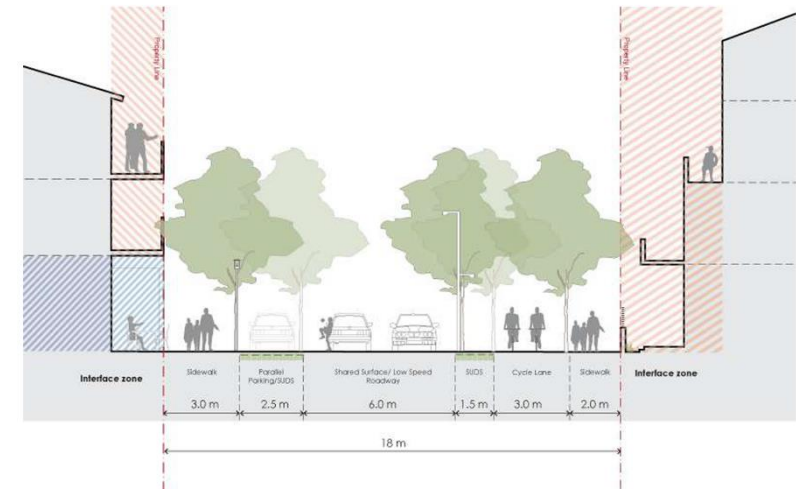 Property Line
Property Line
Interface zone
Sidewalk
Parallel
Parking/SUDS
Shared Surface/ Low Speed
Roadway
SUDS
Cycle Lane
Sidewalk
Interface zone
3.0 m
2.5 m
6.0 m
1.5 m
3.0 m
2.0 m
18 m